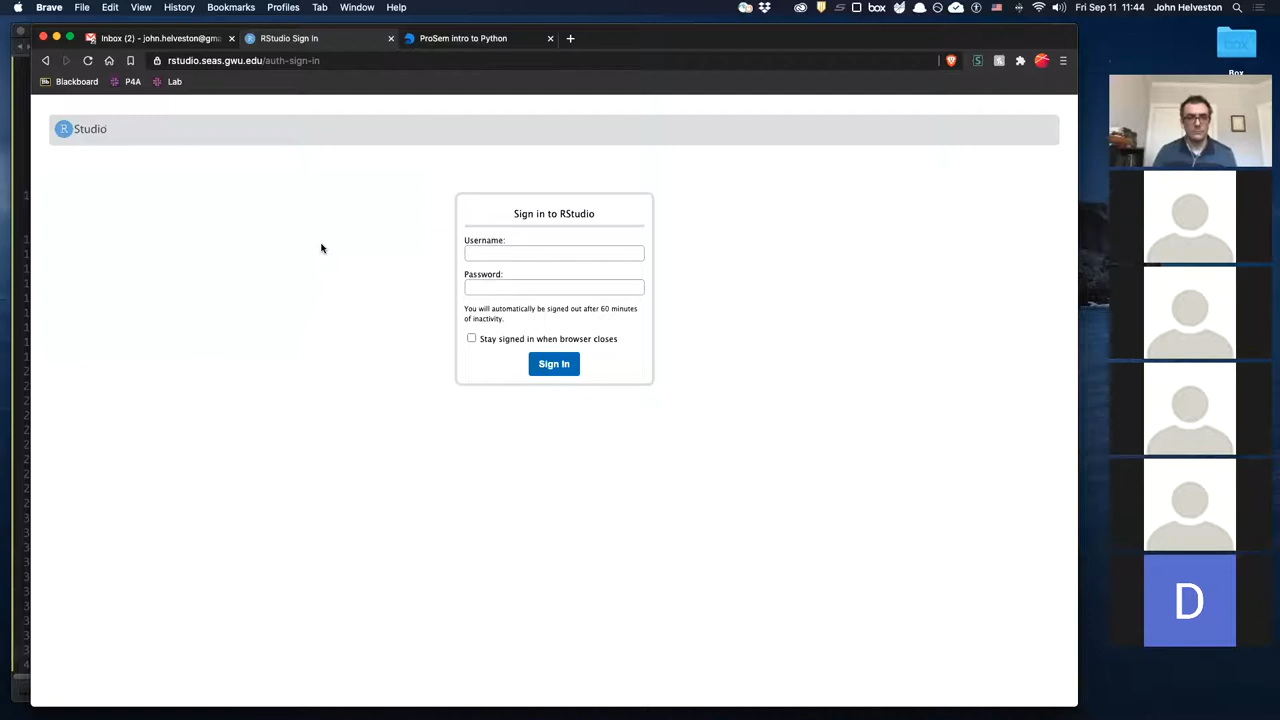 Brave File Edit View History Bookmarks Profiles Tab Window Help
box Fri Sep 11 11:44 John Helveston
Inbox (2) - john.helveston@gma
RStudio Sign In
ProSem intro to Python
rstudio.seas.gwu.edu/auth-sign-in
Bb Blackboard P4A Lab
Box
R Studio
Sign in to RStudio
Username:
Password:
You will automatically be signed out after 60 minutes
of inactivity.
Stay signed in when browser closes
Sign In
D